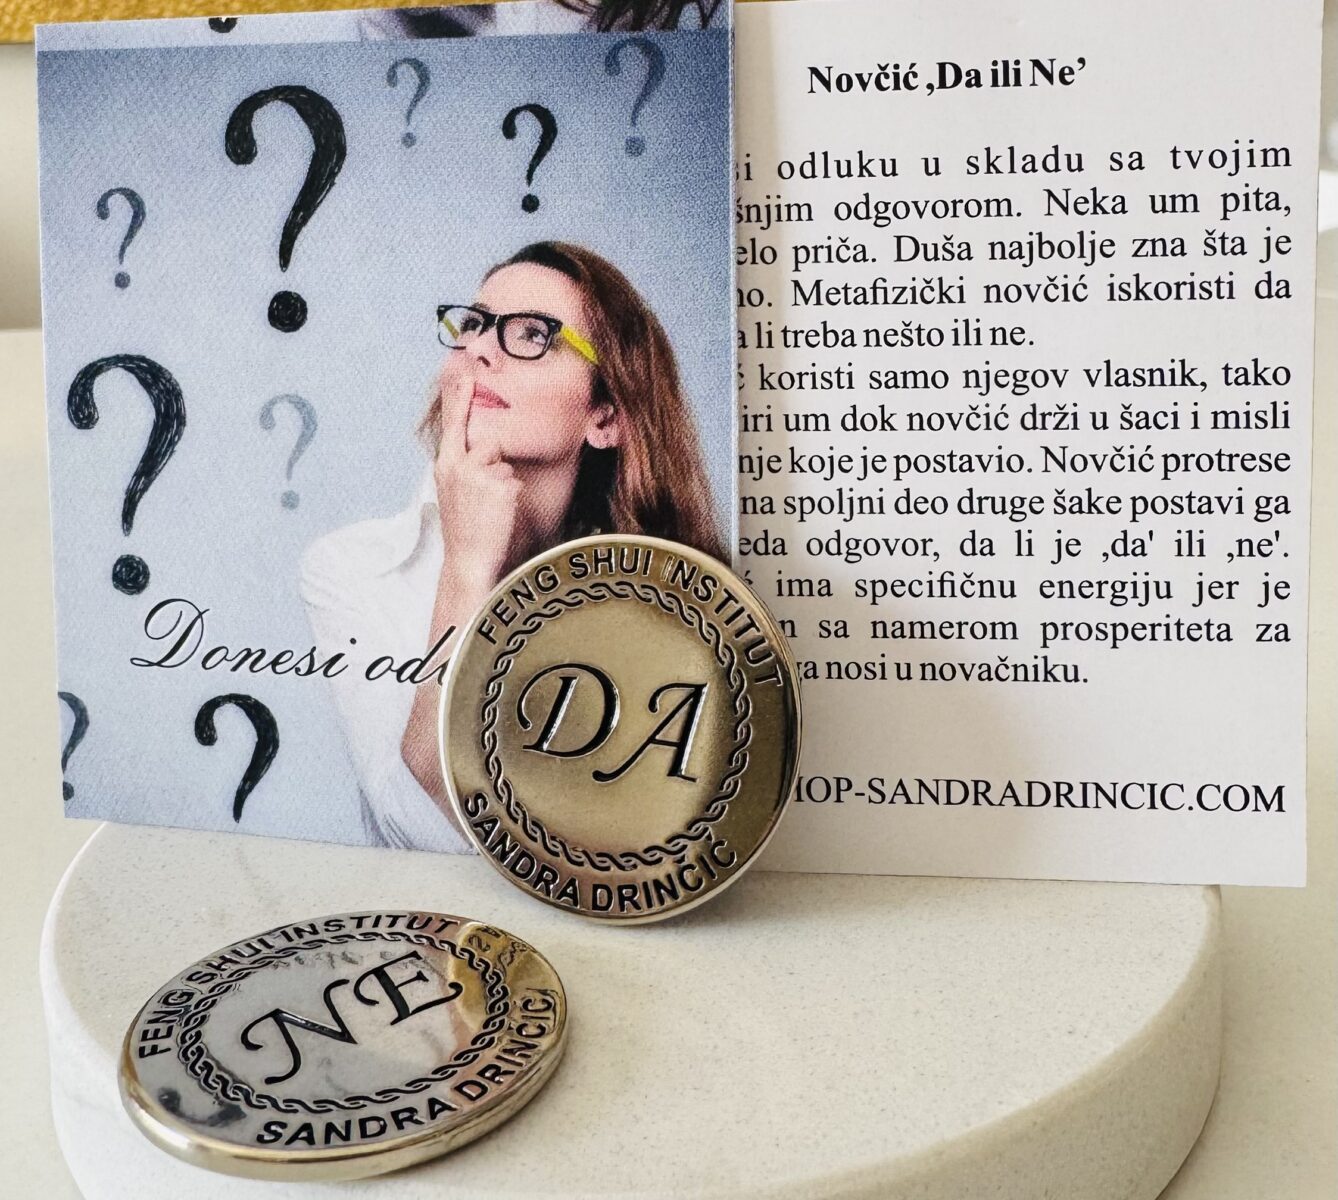 Novčić ‚Da ili Ne’
odluku u skladu sa tvojim
odgovorom. Neka um pita,
priča. Duša najbolje zna šta je
Metafizički novčić iskoristi da
li treba nešto ili ne.
koristi samo njegov vlasnik, tako
um dok novčić drži u šaci i misli
koje je postavio. Novčić protrese
na spoljni deo druge šake postavi ga
odgovor, da li je ‚da' ili ‚ne'.
ima specifičnu energiju jer je
sa namerom prosperiteta za
ga nosi u novačniku.
-SANDRADRINCIC.COM
Donesi
FENG SHUI INSTITUT
DA
SANDRA DRINČIĆ
FENG SHUI INSTITUT
NE
SANDRA DRINČIĆ